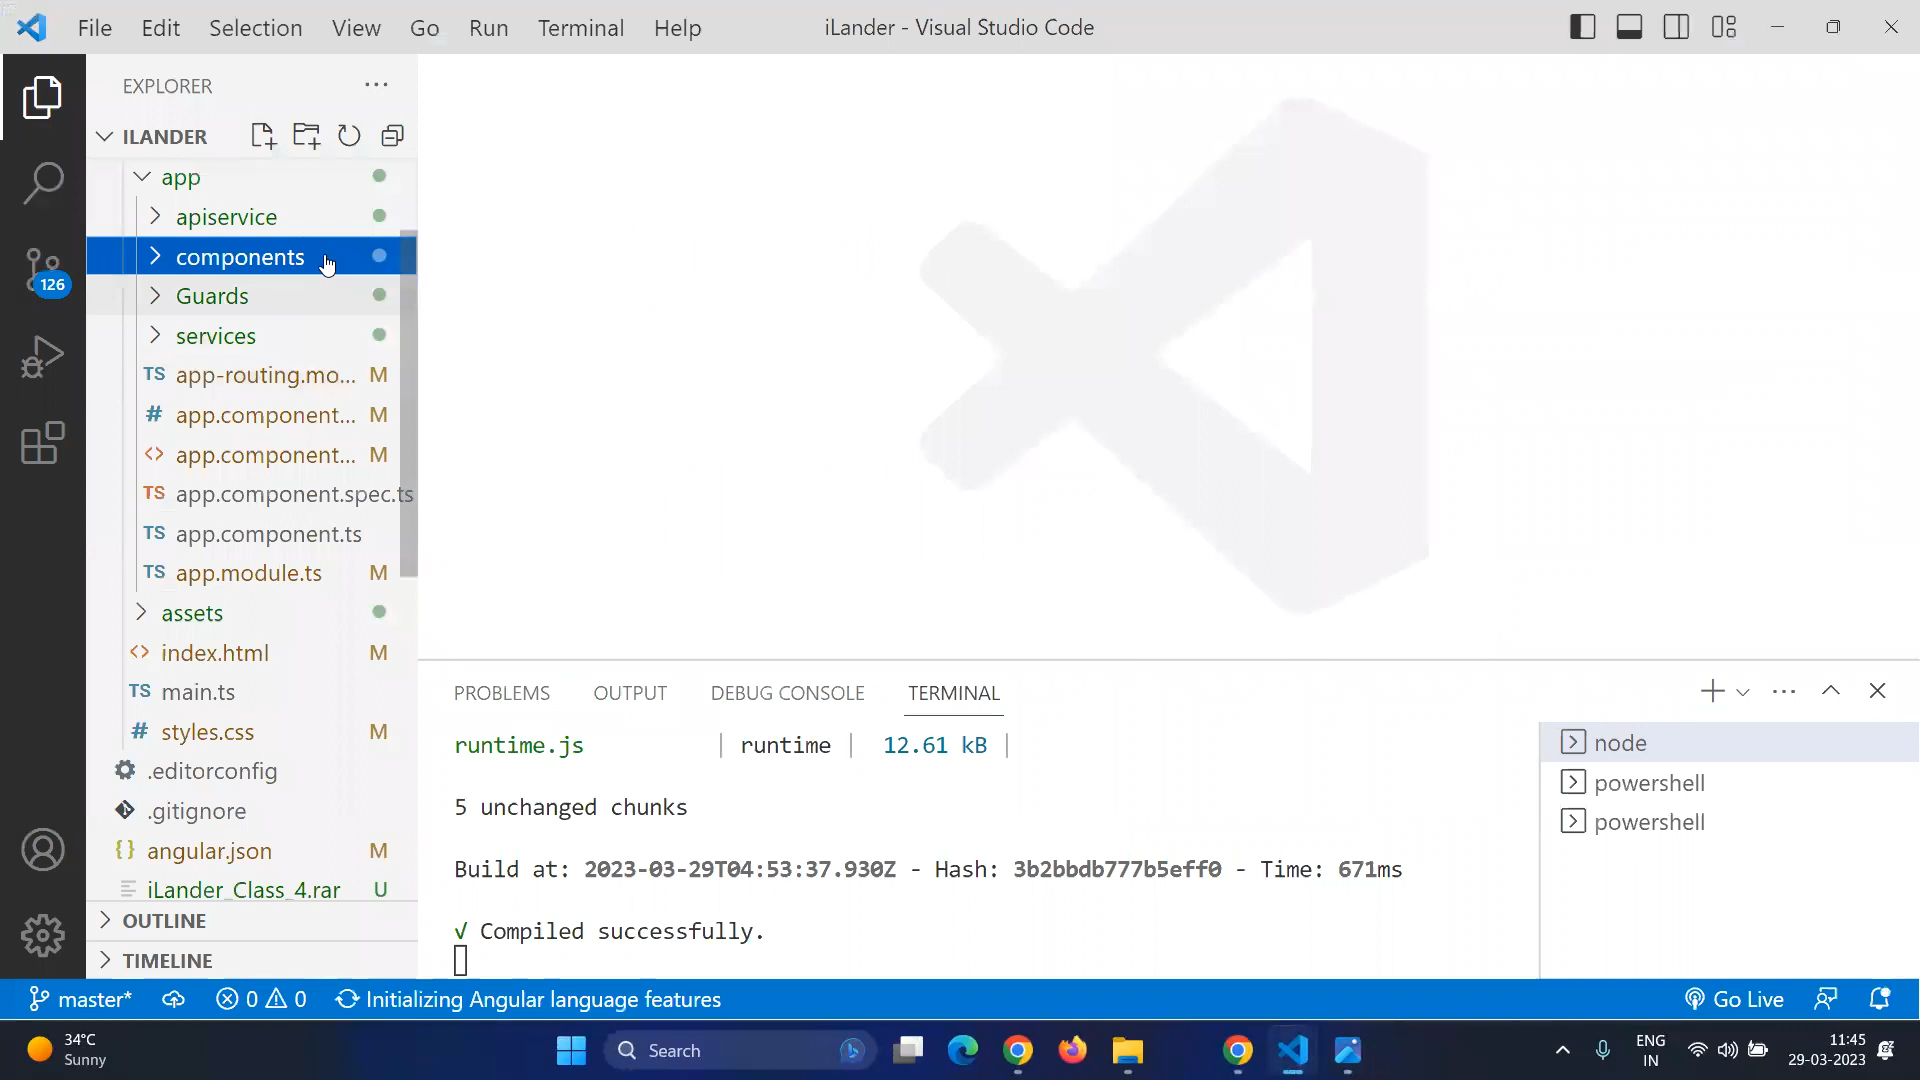 File Edit Selection View Go Run Terminal Help
iLander - Visual Studio Code
EXPLORER
ILANDER
app
apiservice
components
Guards
services
TS app-routing.mo... M
# app.component... M
<> app.component... M
TS app.component.spec.ts
TS app.component.ts
TS app.module.ts M
assets
<> index.html M
TS main.ts
# styles.css M
.editorconfig
.gitignore
{} angular.json M
iLander_Class_4.rar U
OUTLINE
TIMELINE
126
PROBLEMS OUTPUT DEBUG CONSOLE TERMINAL
runtime.js | runtime | 12.61 kB |
5 unchanged chunks
Build at: 2023-03-29T04:53:37.930Z - Hash: 3b2bbdb777b5eff0 - Time: 671ms
√ Compiled successfully.
node
powershell
powershell
master* 0 0 Initializing Angular language features
Go Live
34°C
Sunny
Search
ENG
IN
11:45
29-03-2023